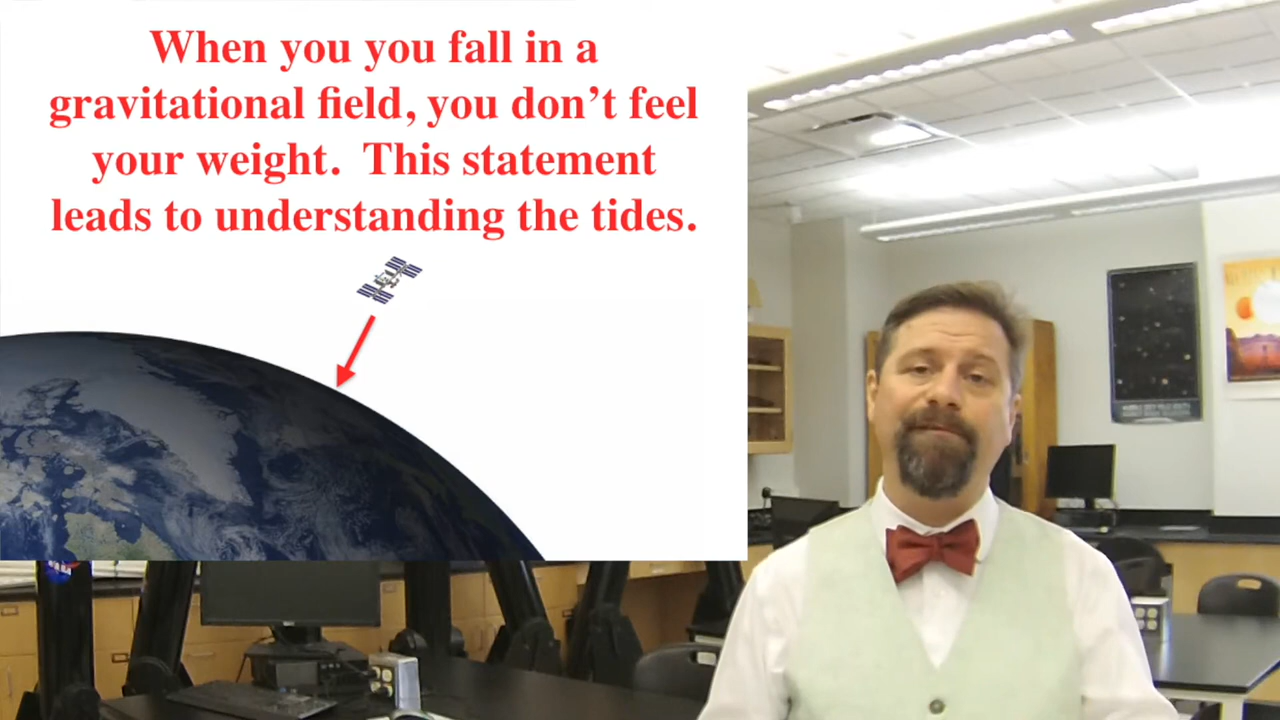 When you you fall in a
gravitational field, you don’t feel
your weight.  This statement
leads to understanding the tides.